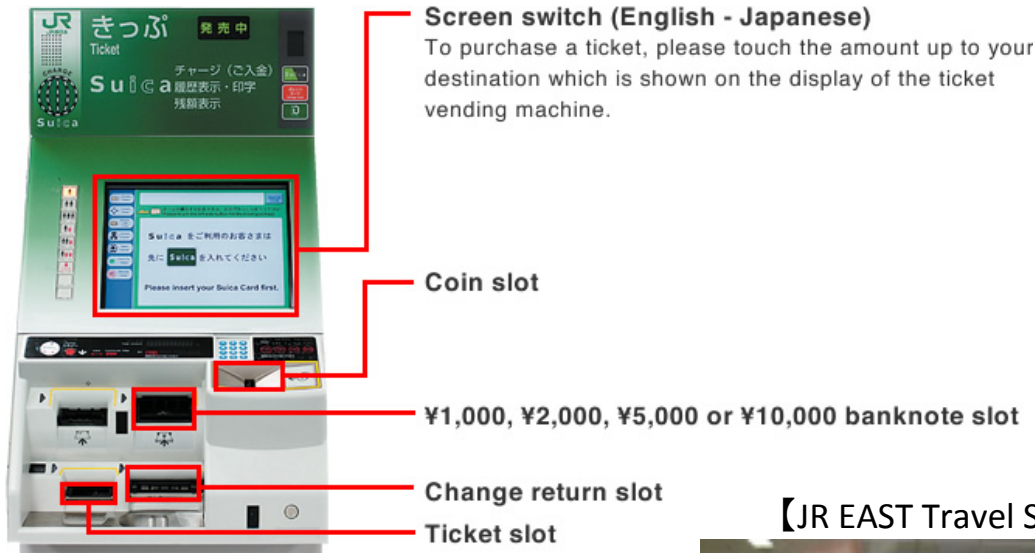 JR
きっぷ
発売中
Ticket
CHARGE
Suica
Suica
チャージ（ご入金）
履歴表示・印字
残額表示
Suica をご利用のお客さまは
先に Suica を入れてください
Please insert your Suica Card first.
Screen switch (English - Japanese)
To purchase a ticket, please touch the amount up to your
destination which is shown on the display of the ticket
vending machine.
Coin slot
¥1,000, ¥2,000, ¥5,000 or ¥10,000 banknote slot
Change return slot
Ticket slot
【JR EAST Travel S